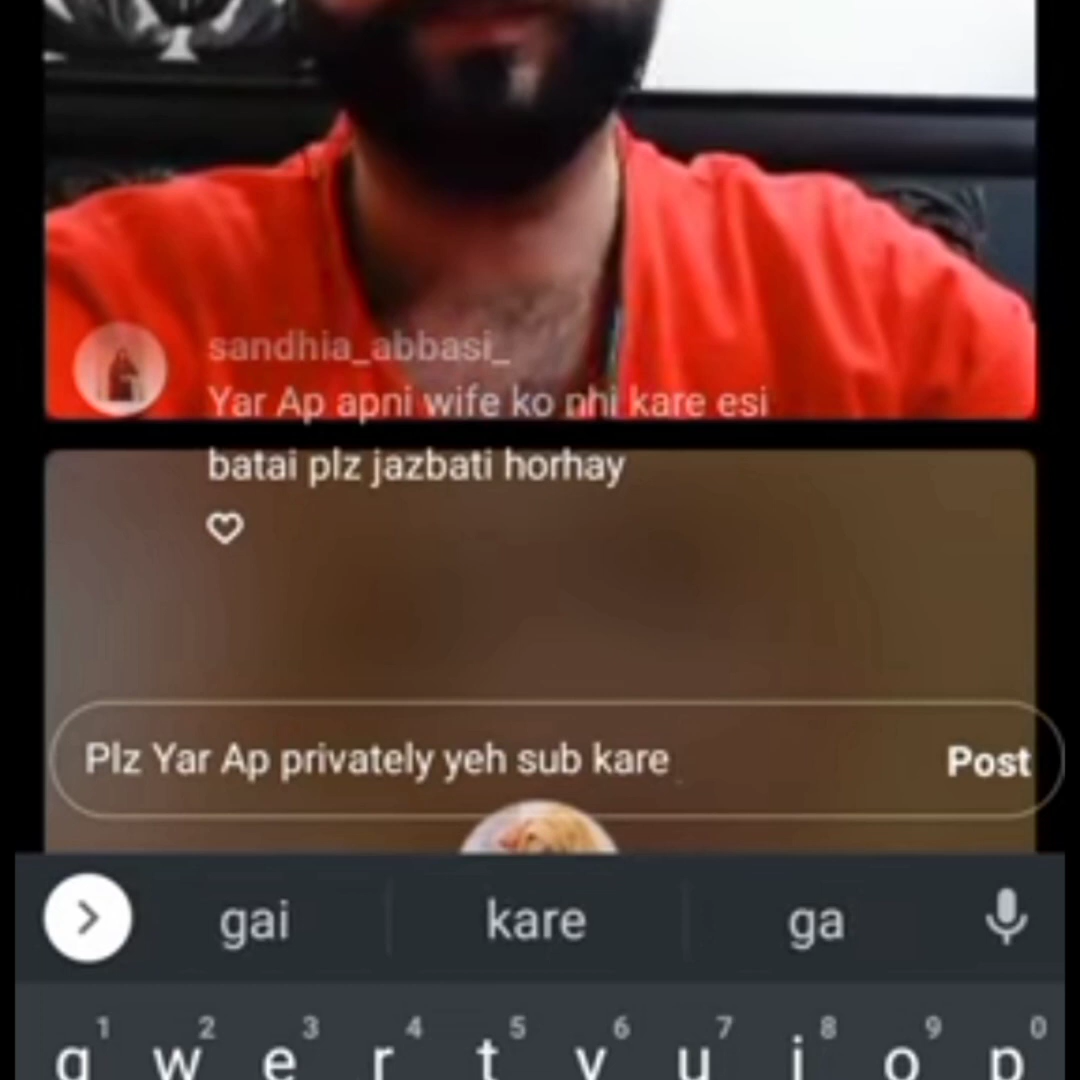 sandhia_abbasi_
Yar Ap apni wife ko nhi kare esi
batai plz jazbati horhay
Plz Yar Ap privately yeh sub kare
Post
gai kare ga
1 2 3 4 5 6 7 8 9 0
q w e r t y u i o p